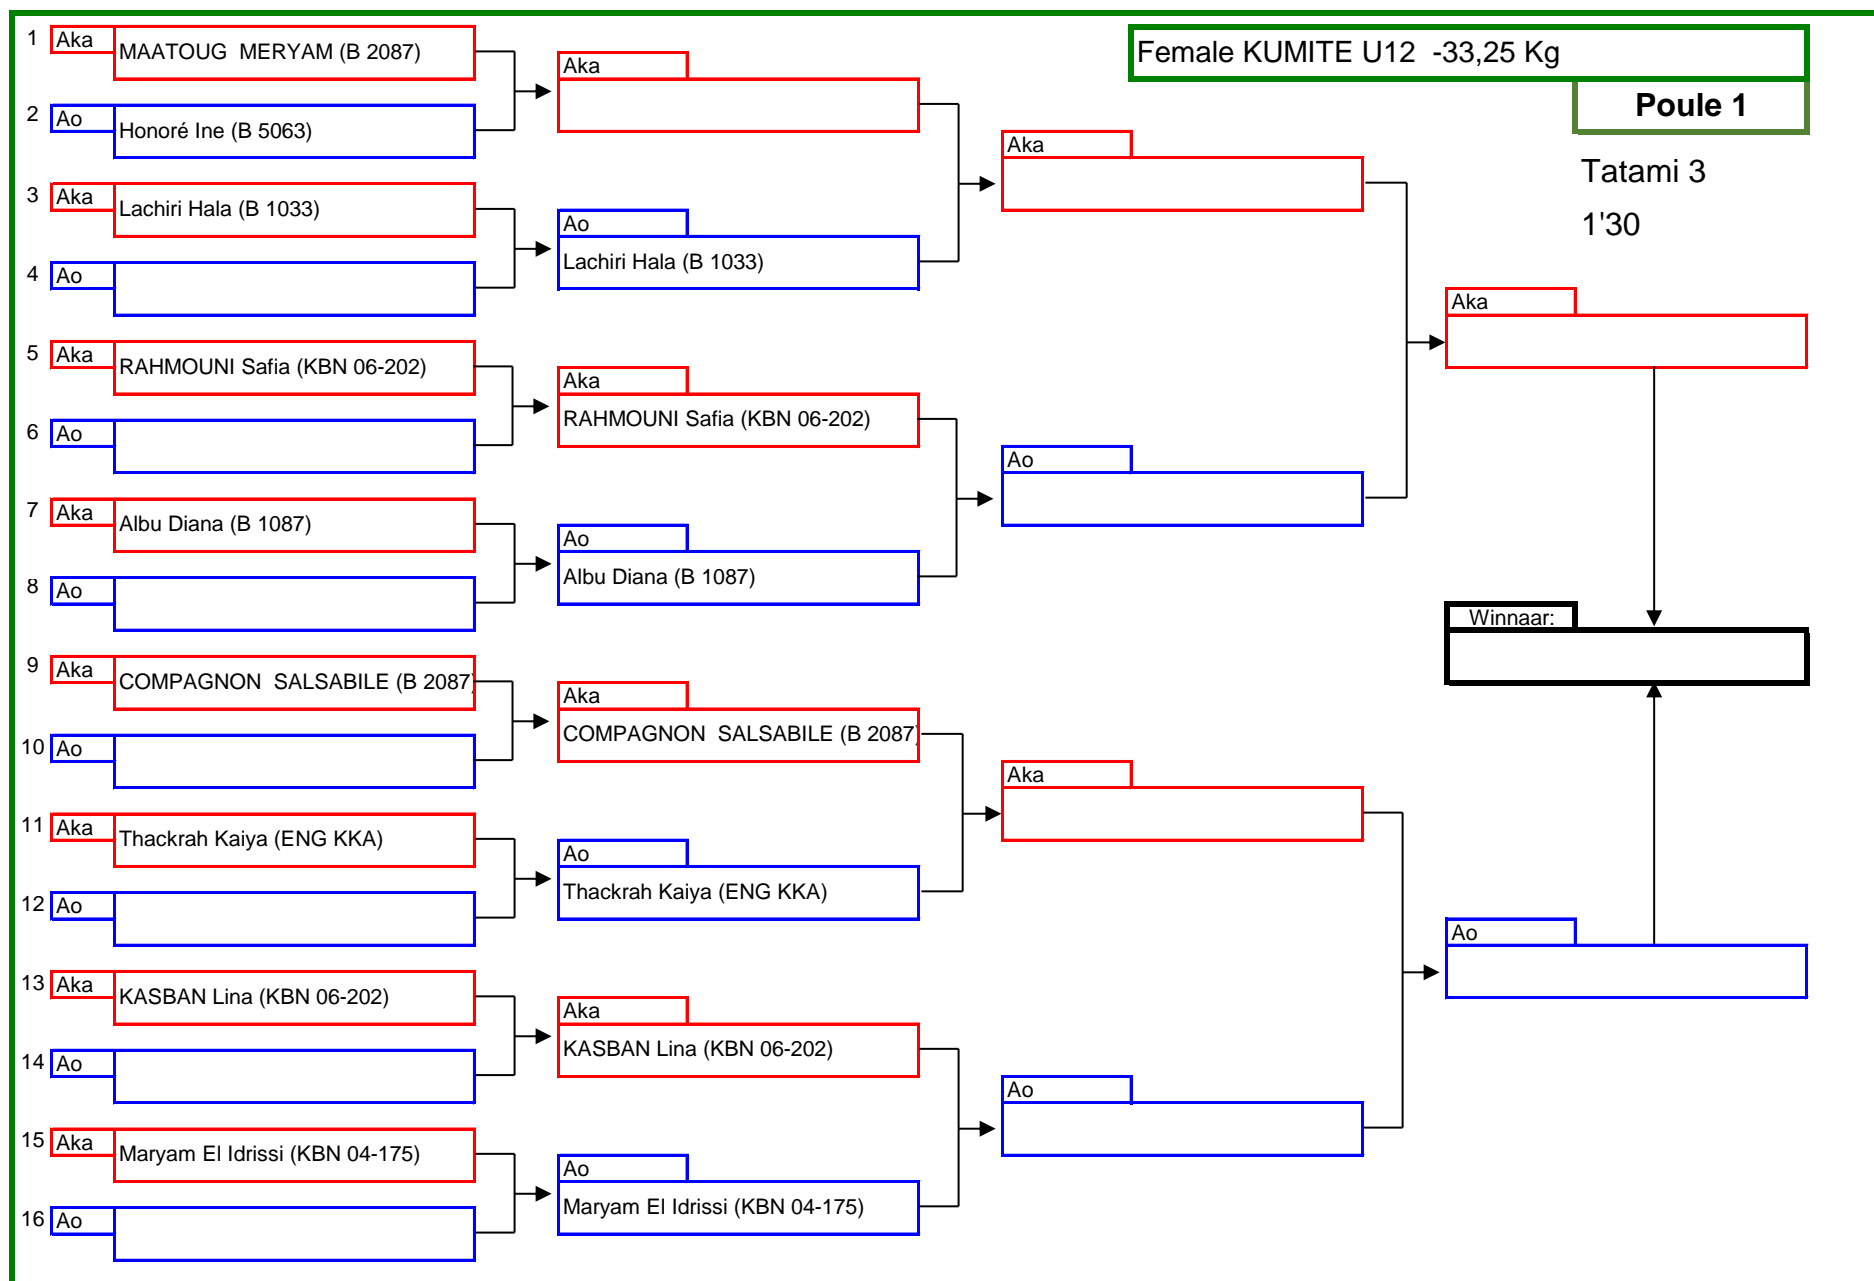 Female KUMITE U12  -33,25 Kg
Poule 1
Tatami 3
1'30
1 Aka MAATOUG  MERYAM (B 2087)
2 Ao Honoré Ine (B 5063)
3 Aka Lachiri Hala (B 1033)
4 Ao
5 Aka RAHMOUNI Safia (KBN 06-202)
6 Ao
7 Aka Albu Diana (B 1087)
8 Ao
9 Aka COMPAGNON  SALSABILE (B 2087)
10 Ao
11 Aka Thackrah Kaiya (ENG KKA)
12 Ao
13 Aka KASBAN Lina (KBN 06-202)
14 Ao
15 Aka Maryam El Idrissi (KBN 04-175)
16 Ao
Aka
Ao
Lachiri Hala (B 1033)
Aka
RAHMOUNI Safia (KBN 06-202)
Ao
Albu Diana (B 1087)
Aka
COMPAGNON  SALSABILE (B 2087)
Ao
Thackrah Kaiya (ENG KKA)
Aka
KASBAN Lina (KBN 06-202)
Ao
Maryam El Idrissi (KBN 04-175)
Aka
Ao
Aka
Ao
Aka
Winnaar:
Ao